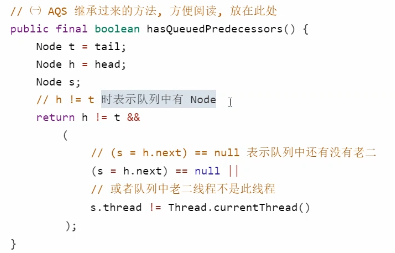 // ㈠ AQS 继承过来的方法, 方便阅读, 放在此处
public final boolean hasQueuedPredecessors() {
Node t = tail;
Node h = head;
Node s;
// h != t 时表示队列中有 Node
return h != t &&
(
// (s = h.next) == null 表示队列中还有没有老二
(s = h.next) == null ||
// 或者队列中老二线程不是此线程
s.thread != Thread.currentThread()
);
}